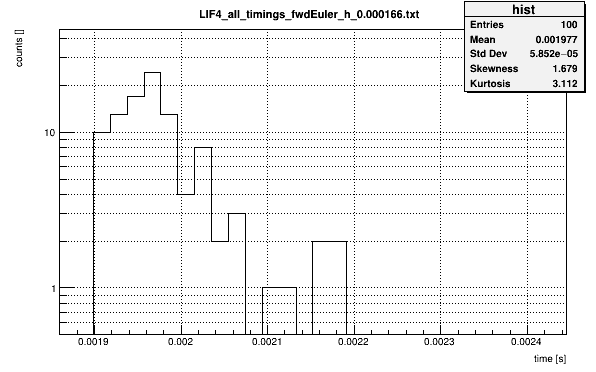 LIF4_all_timings_fwdEuler_h_0.000166.txt
hist
Entries 100
Mean 0.001977
Std Dev 5.852e−05
Skewness 1.679
Kurtosis 3.112
counts []
10
1
0.0019 0.002 0.0021 0.0022 0.0023 0.0024
time [s]